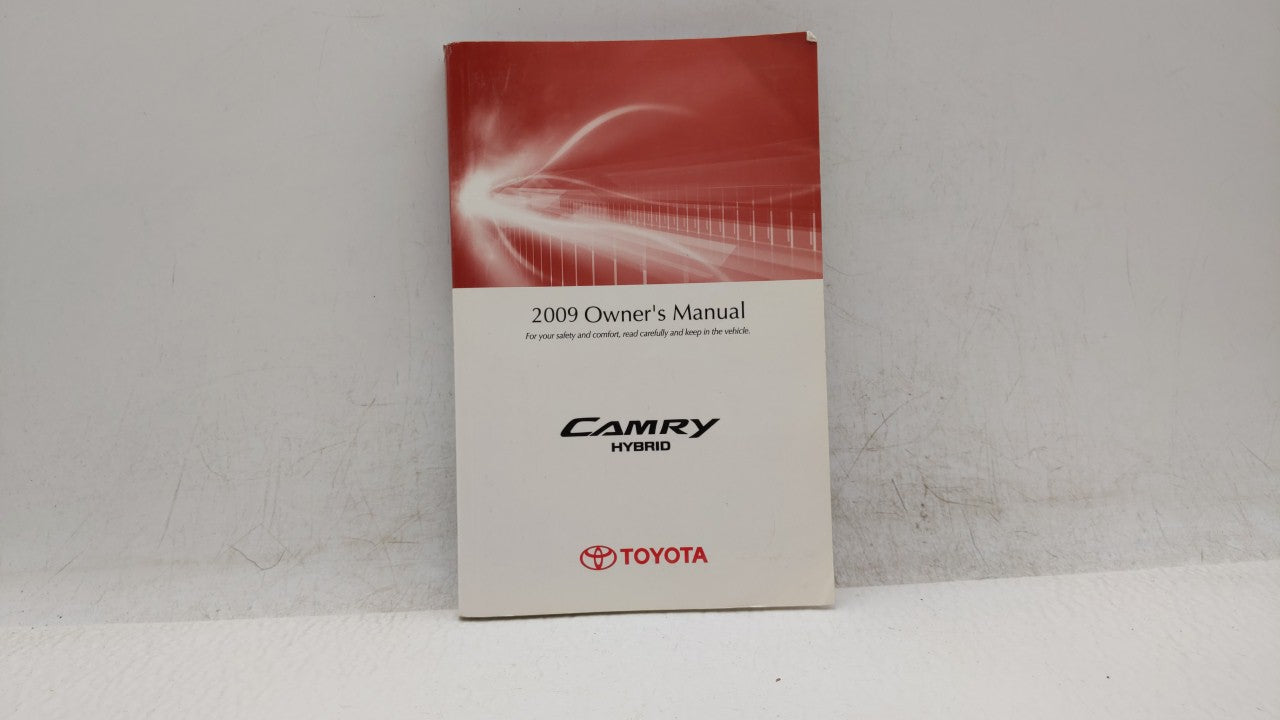 2009 Owner's Manual
For your safety and comfort, read carefully and keep in the vehicle.
CAMRY
HYBRID
TOYOTA